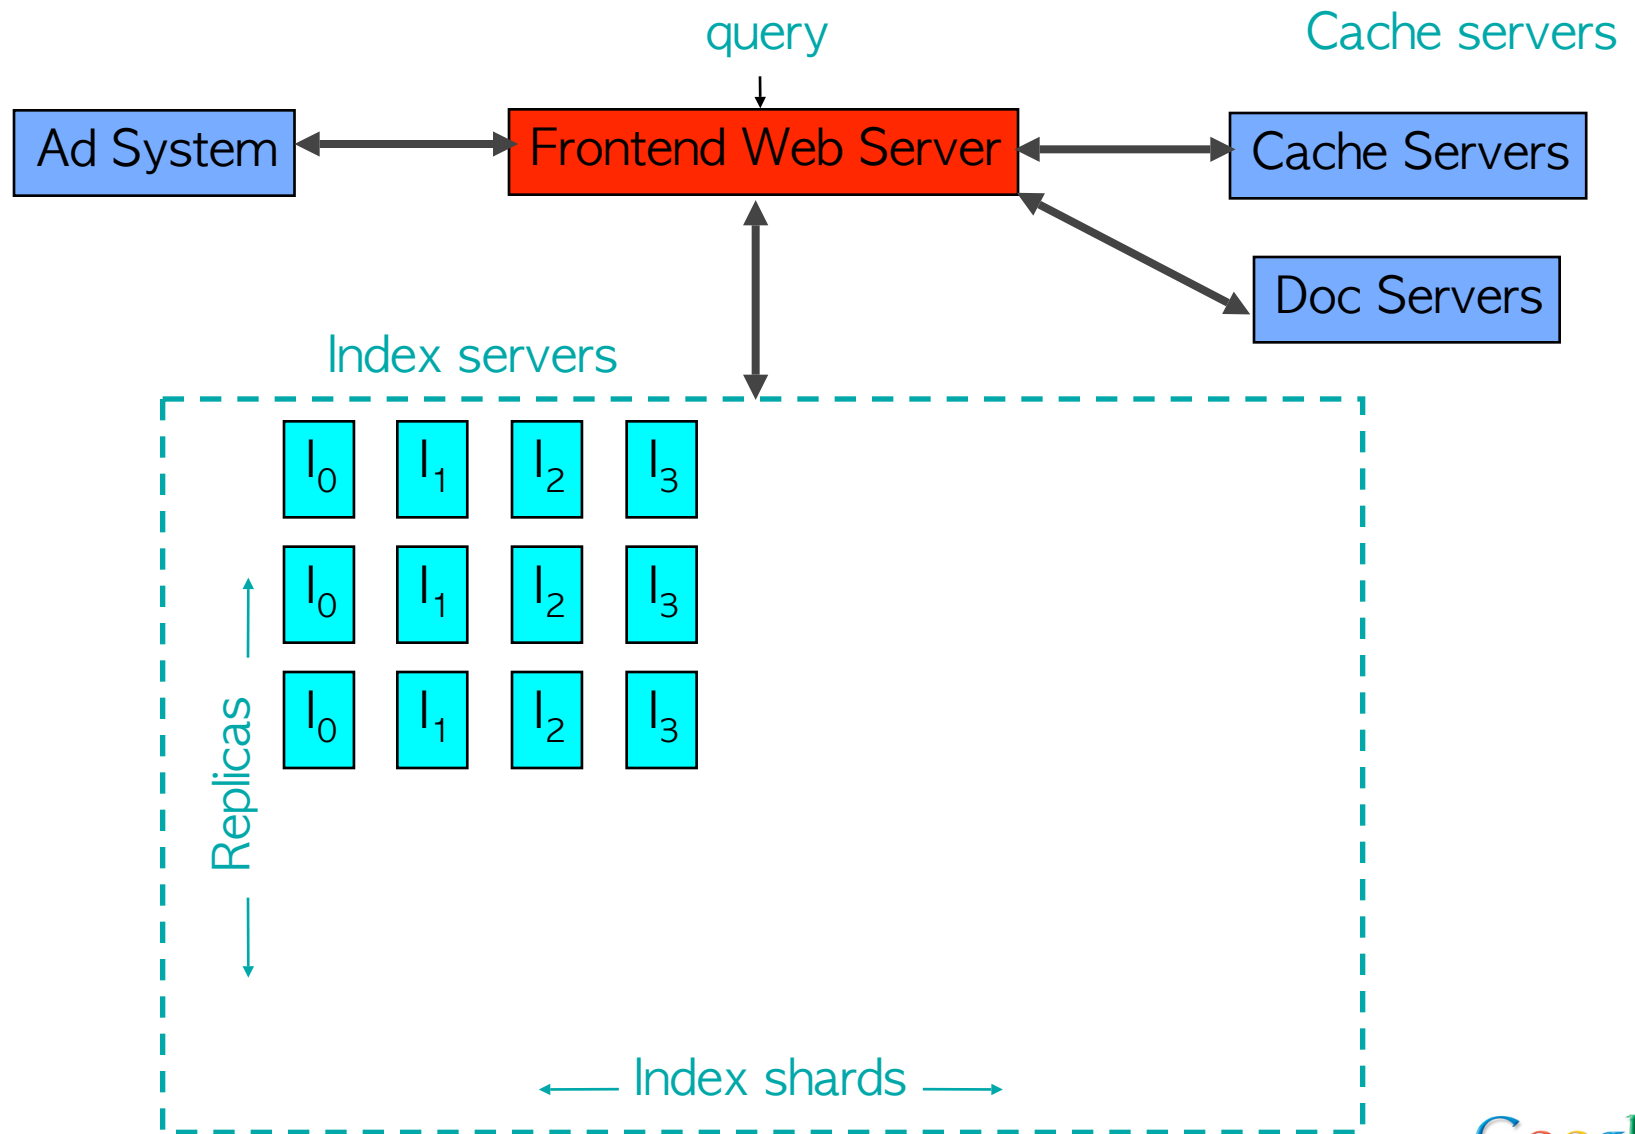 query
Cache servers
Ad System
Frontend Web Server
Cache Servers
Doc Servers
Index servers
I0 I1 I2 I3
I0 I1 I2 I3
I0 I1 I2 I3
Replicas
Index shards